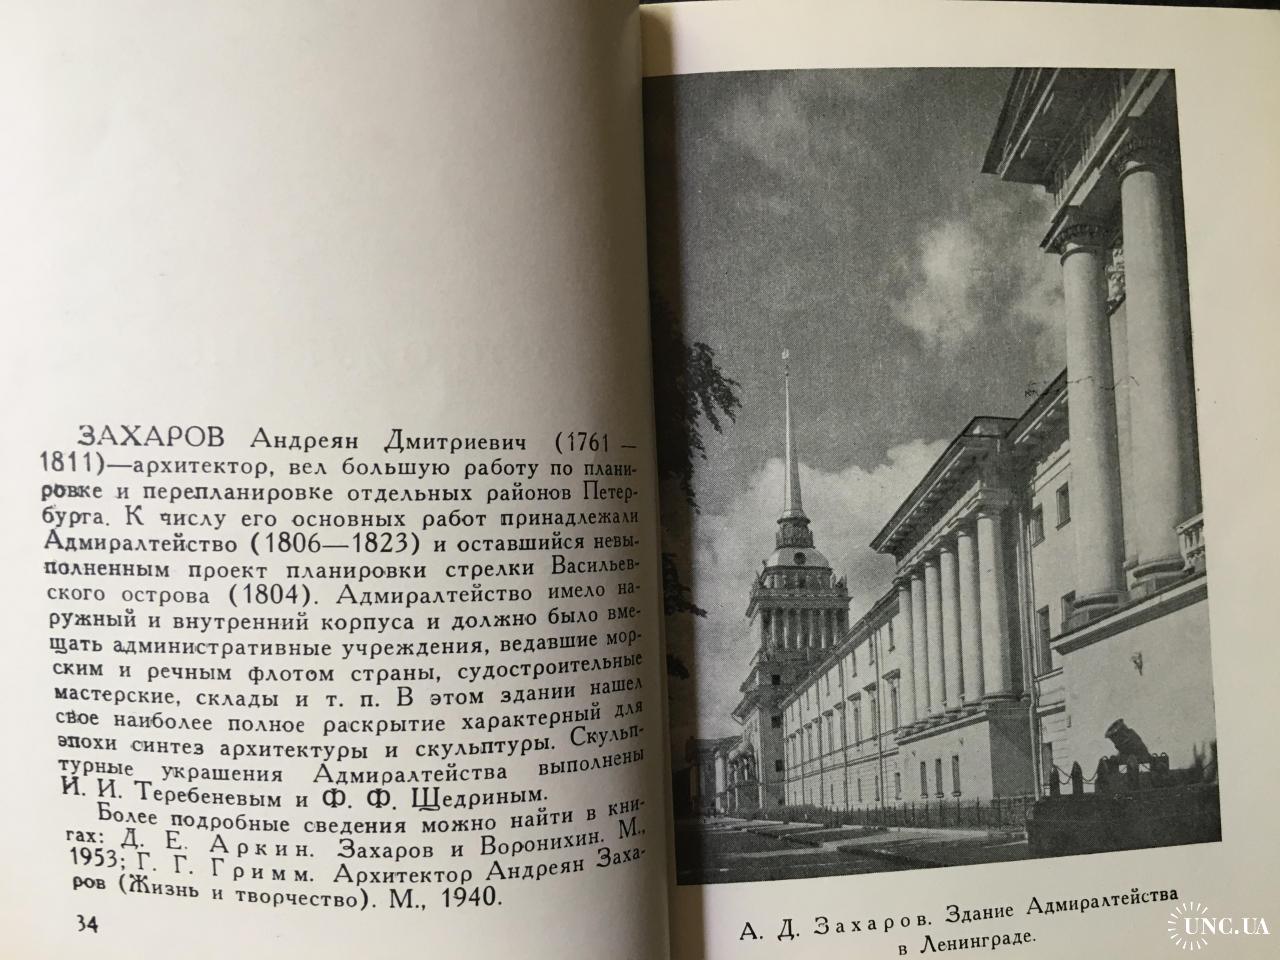 ЗАХАРОВ Андреян Дмитриевич (1761—
1811)—архитектор, вел большую работу по плани-
ровке и перепланировке отдельных районов Петер-
бурга. К числу его основных работ принадлежали
Адмиралтейство (1806—1823) и оставшийся невы-
полненным проект планировки стрелки Васильев-
ского острова (1804). Адмиралтейство имело на-
ружный и внутренний корпуса и должно было вме-
щать административные учреждения, ведавшие мор-
ским и речным флотом страны, судостроительные
мастерские, склады и т. п. В этом здании нашел
свое наиболее полное раскрытие характерный для
эпохи синтез архитектуры и скульптуры. Скульп-
турные украшения Адмиралтейства выполнены
И. И. Теребеневым и Ф. Ф. Щедриным.
Более подробные сведения можно найти в кни-
гах: Д. Е. Аркин. Захаров и Воронихин. М.,
1953; Г. Г. Гримм. Архитектор Андреян Заха-
ров (Жизнь и творчество). М., 1940.
34
А. Д. Захаров. Здание Адмиралтейства
в Ленинграде.
UNC.UA